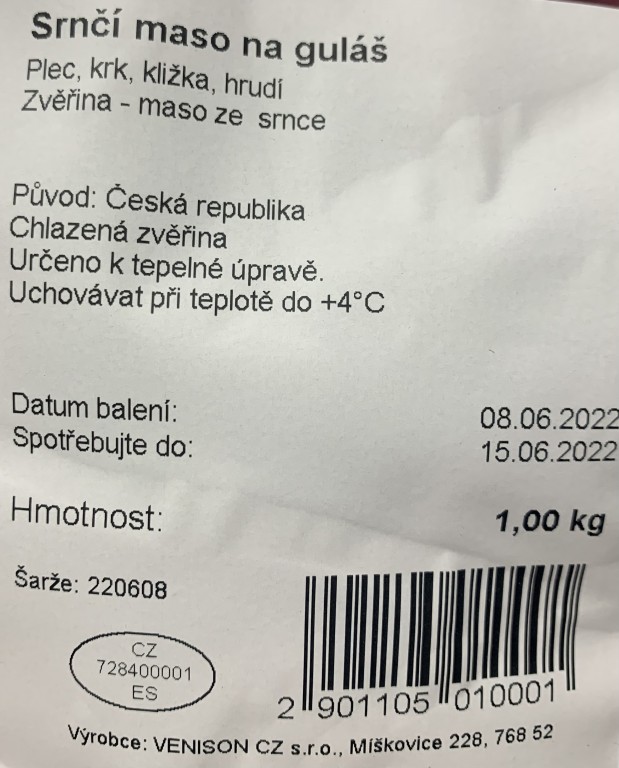 Srnčí maso na guláš
Plec, krk, kližka, hrudí
Zvěřina - maso ze srnce
Původ: Česká republika
Chlazená zvěřina
Určeno k tepelné úpravě.
Uchovávat při teplotě do +4°C
Datum balení: 08.06.2022
Spotřebujte do: 15.06.2022
Hmotnost: 1,00 kg
Šarže: 220608
CZ
728400001
ES
2 901105 010001
Výrobce: VENISON CZ s.r.o., Míškovice 228, 768 52